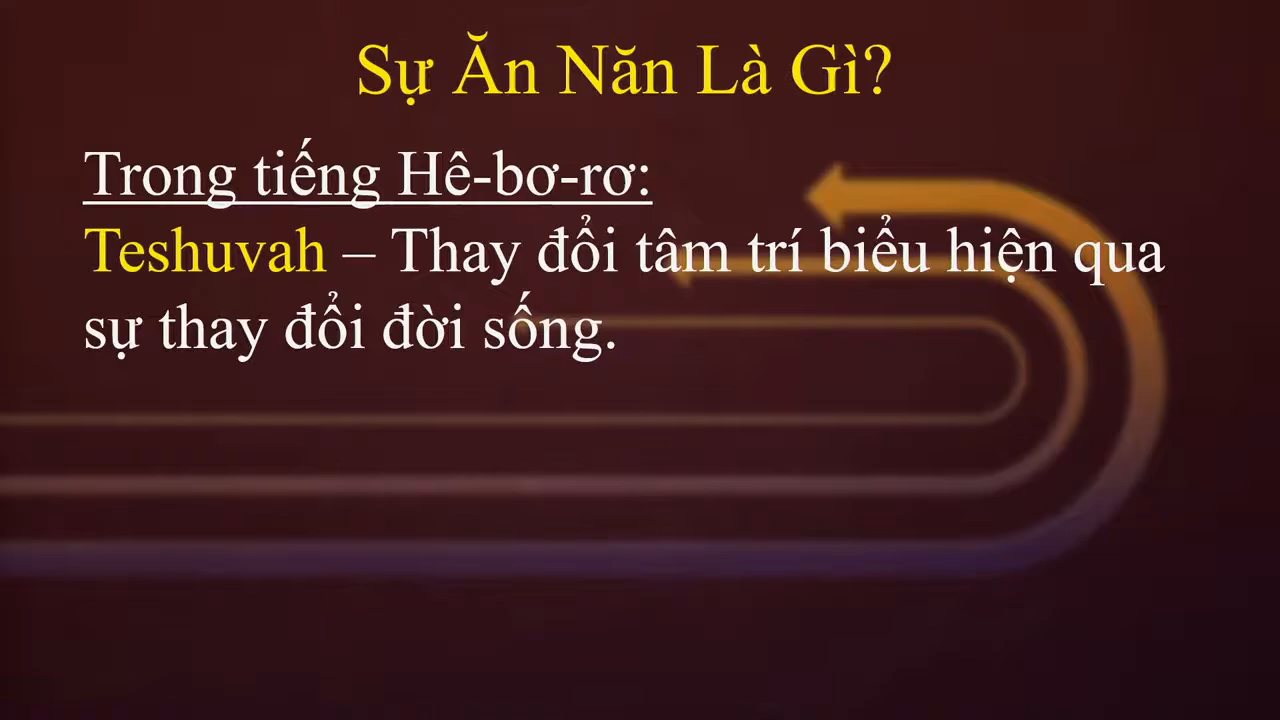 Sự Ăn Năn Là Gì?
Trong tiếng Hê-bơ-rơ:
Teshuvah – Thay đổi tâm trí biểu hiện qua
sự thay đổi đời sống.